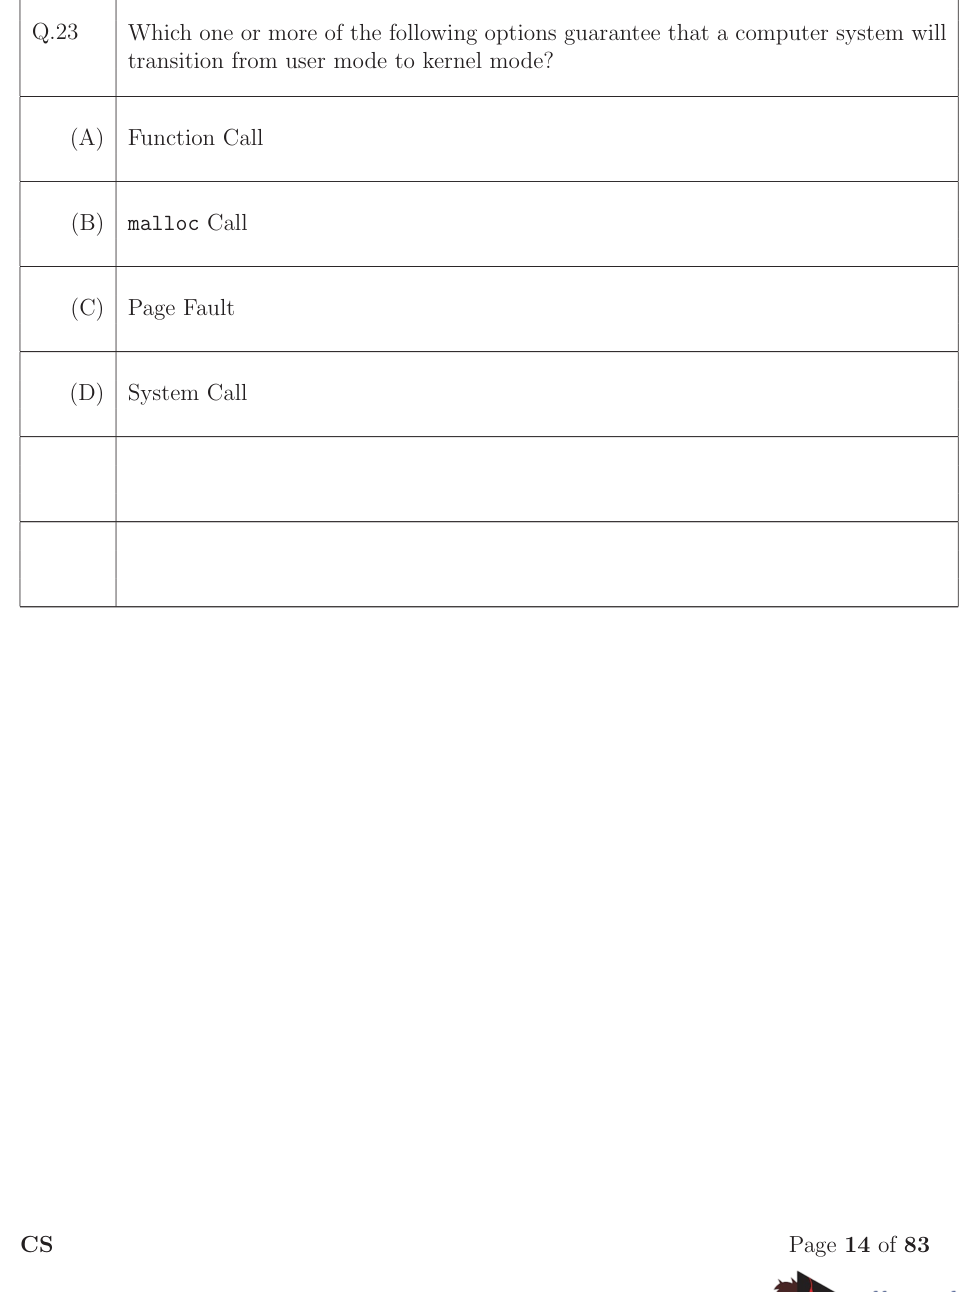 Q.23
Which one or more of the following options guarantee that a computer system will
transition from user mode to kernel mode?
(A) Function Call
(B) malloc Call
(C) Page Fault
(D) System Call
CS Page 14 of 83